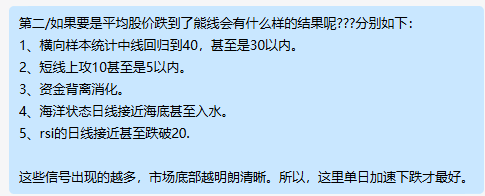 第二/如果要是平均股价跌到了能线会有什么样的结果呢???分别如下：
1、横向样本统计中线回归到40，甚至是30以内。
2、短线上攻10甚至是5以内。
3、资金背离消化。
4、海洋状态日线接近海底甚至入水。
5、rsi的日线接近甚至跌破20.
这些信号出现的越多，市场底部越明朗清晰。所以，这里单日加速下跌才最好。